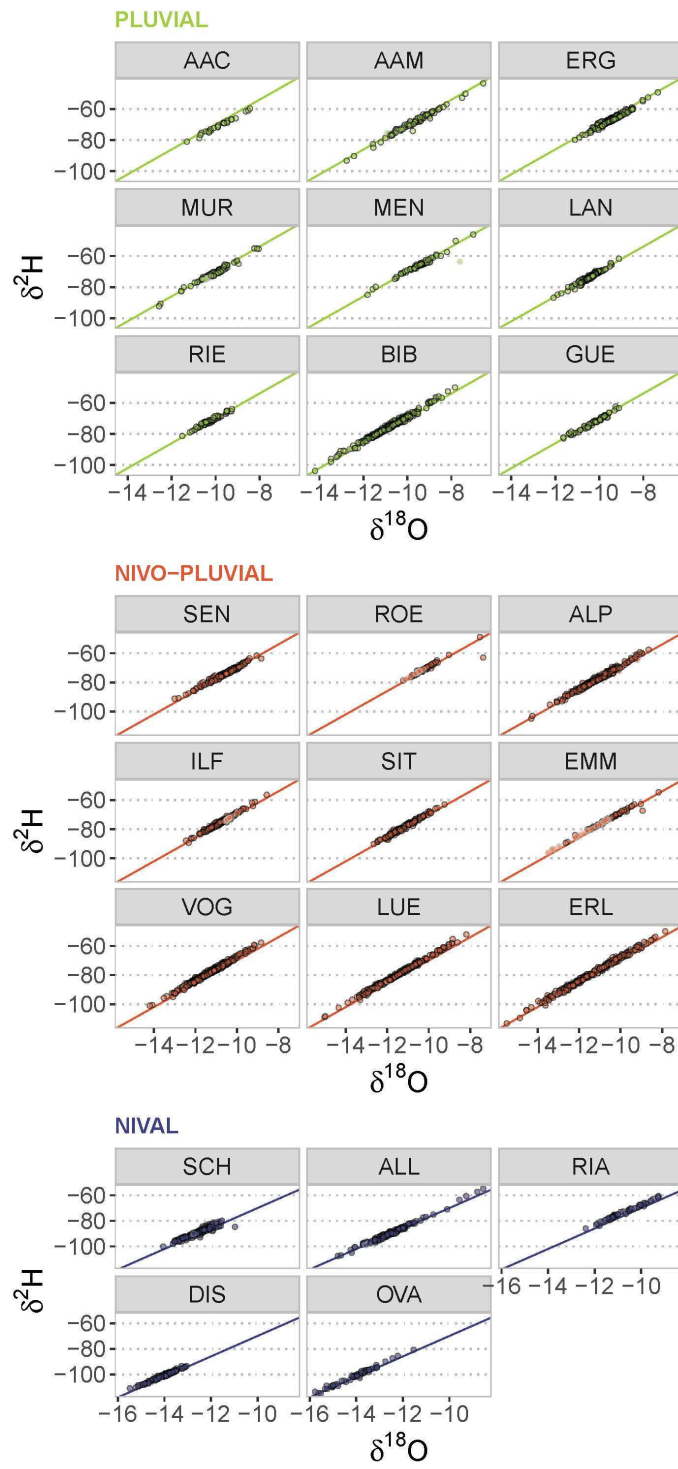 PLUVIAL
AAC AAM ERG
−60
−80
−100
MUR MEN LAN
−60
−80
−100
δ²H
RIE BIB GUE
−60
−80
−100
−14 −12 −10 −8 −14 −12 −10 −8 −14 −12 −10 −8
δ¹⁸O
NIVO−PLUVIAL
SEN ROE ALP
−60
−80
−100
ILF SIT EMM
−60
−80
−100
δ²H
VOG LUE ERL
−60
−80
−100
−14 −12 −10 −8 −14 −12 −10 −8 −14 −12 −10 −8
δ¹⁸O
NIVAL
SCH ALL RIA
−60
−80
−100
−16 −14 −12 −10
δ²H
DIS OVA
−60
−80
−100
−16 −14 −12 −10 −16 −14 −12 −10
δ¹⁸O